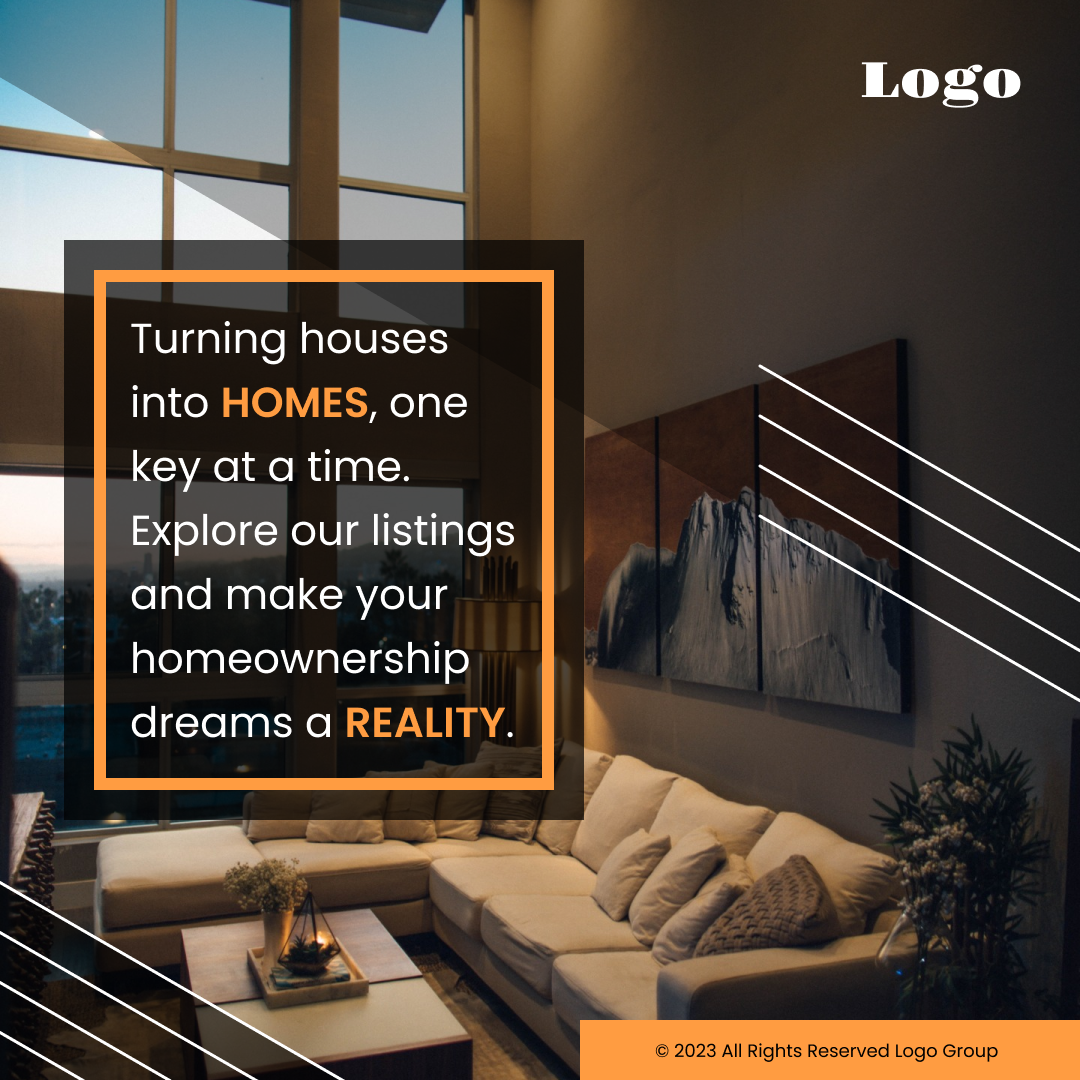 Logo
Turning houses
into HOMES, one
key at a time.
Explore our listings
and make your
homeownership
dreams a REALITY.
© 2023 All Rights Reserved Logo Group